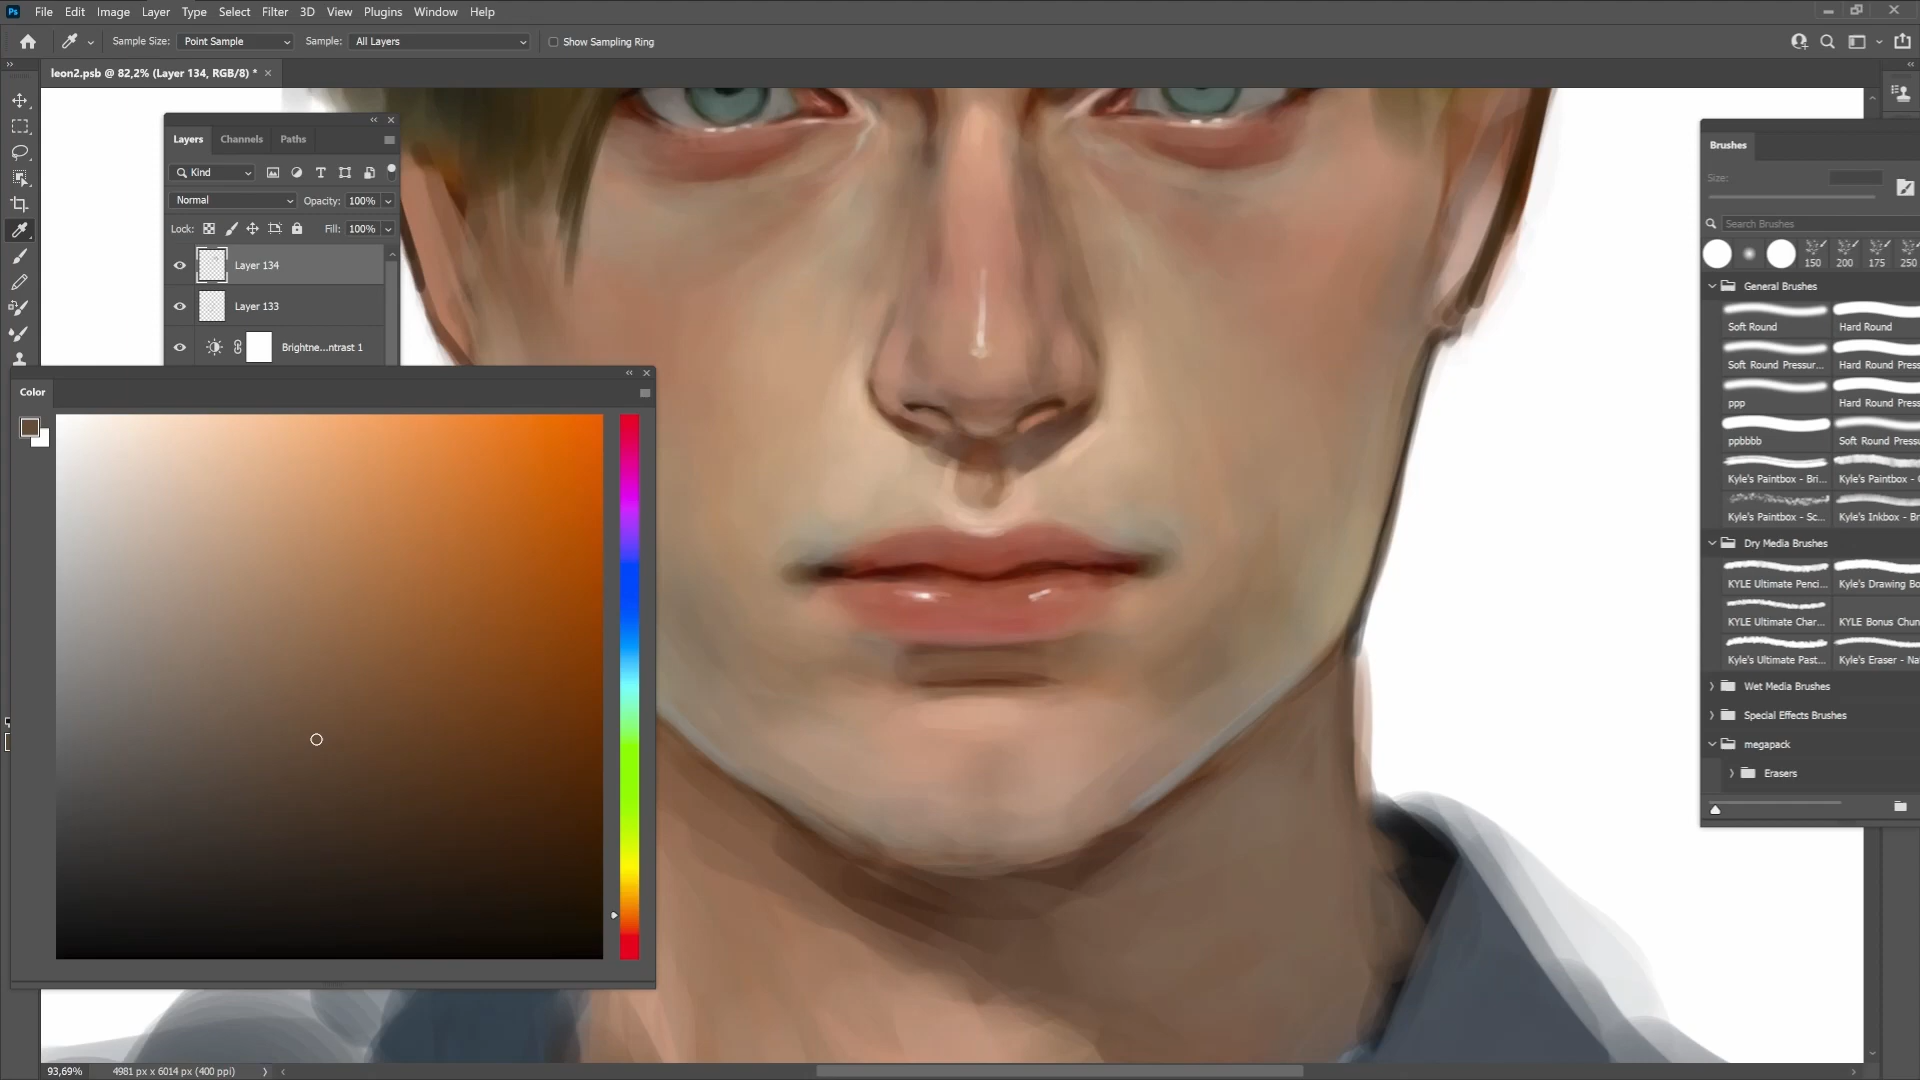 Ps File Edit Image Layer Type Select Filter 3D View Plugins Window Help
Sample Size: Point Sample Sample: All Layers Show Sampling Ring
leon2.psb @ 82,2% (Layer 134, RGB/8) *
Layers Channels Paths
Kind
Normal Opacity: 100%
Lock: Fill: 100%
Layer 134
Layer 133
Brightne...ntrast 1
Color
Brushes
Size:
Search Brushes
150 200 175 250
General Brushes
Soft Round Hard Round
Soft Round Pressur... Hard Round Press
ppp Hard Round Press
ppbbbb Soft Round Pressu
Kyle's Paintbox - Bri... Kyle's Paintbox -
Kyle's Paintbox - Sc... Kyle's Inkbox - Br
Dry Media Brushes
KYLE Ultimate Penci... Kyle's Drawing Bo
KYLE Ultimate Char... KYLE Bonus Chun
Kyle's Ultimate Past... Kyle's Eraser - Na
Wet Media Brushes
Special Effects Brushes
megapack
Erasers
93,69% 4981 px x 6014 px (400 ppi)